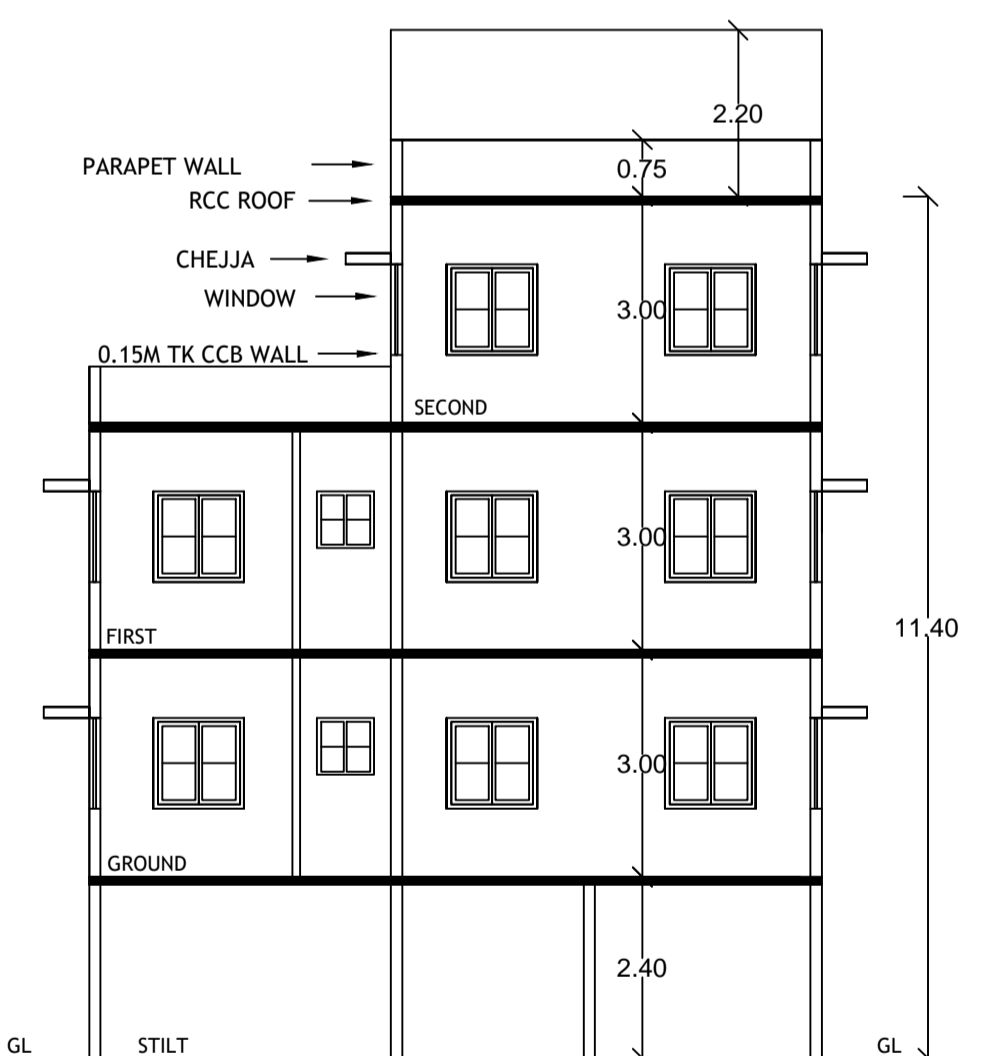 2.20
PARAPET WALL
0.75
RCC ROOF
CHEJJA
WINDOW
3.00
0.15M TK CCB WALL
SECOND
3.00
11.40
FIRST
3.00
GROUND
2.40
GL
STILT
GL